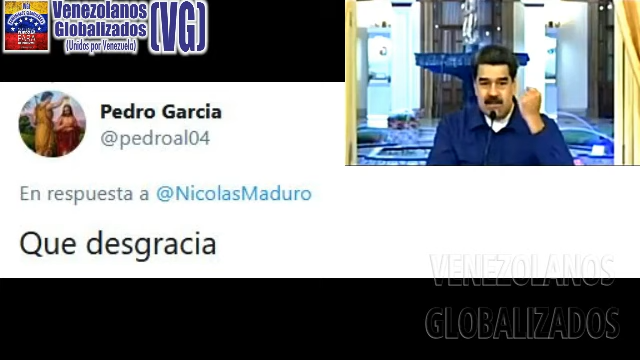 Venezolanos
Globalizados
(Unidos por Venezuela)
(VG)
Pedro Garcia
@pedroal04
En respuesta a @NicolasMaduro
Que desgracia
VENEZOLANOS
GLOBALIZADOS